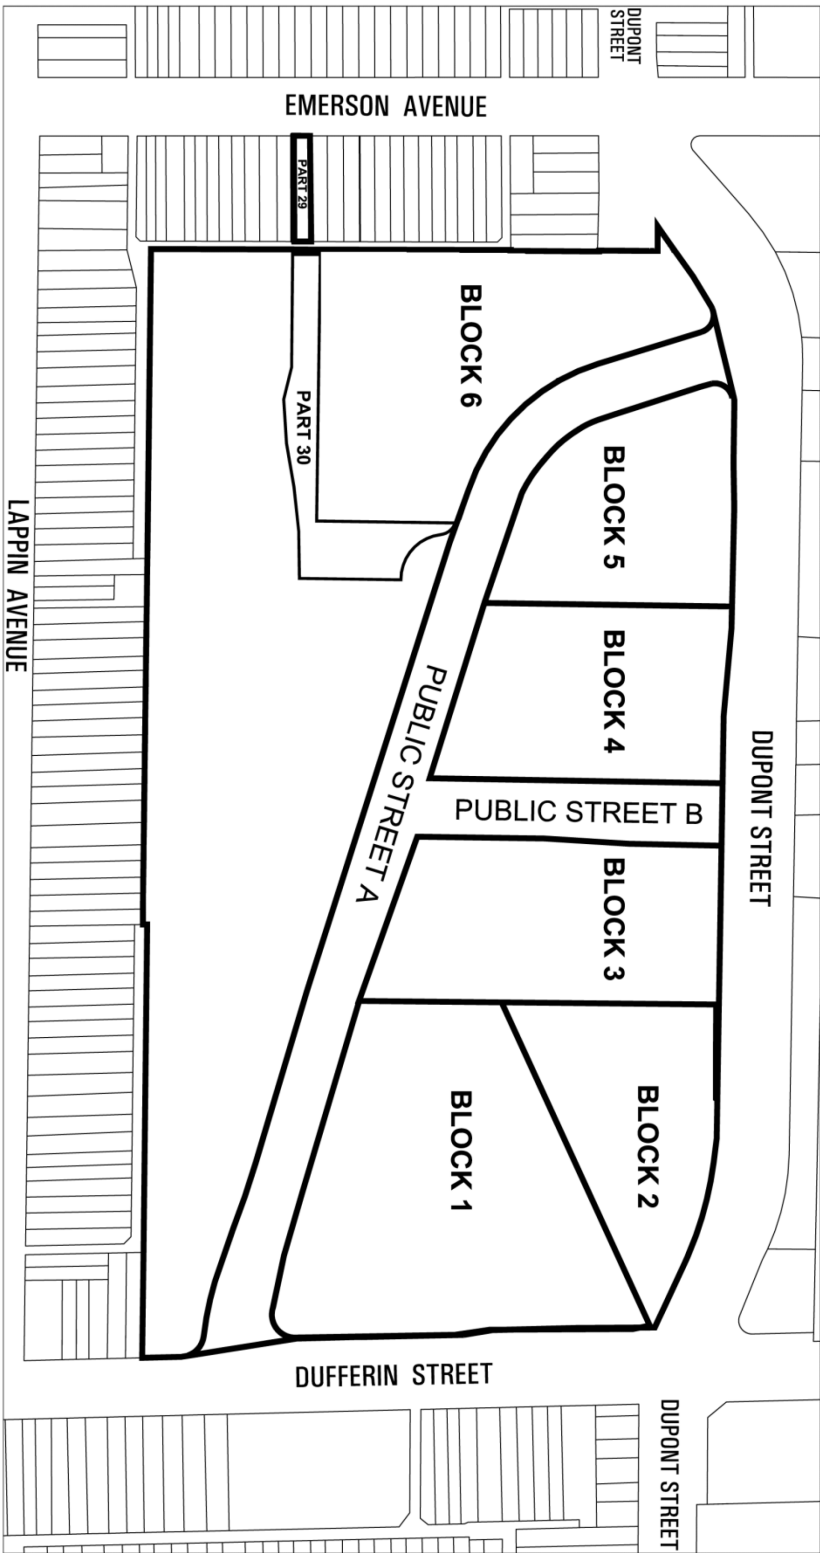 DUPONT
STREET
EMERSON AVENUE
PART 29
BLOCK 6
PART 30
BLOCK 5
LAPPIN AVENUE
BLOCK 4
PUBLIC STREET A
DUPONT STREET
PUBLIC STREET B
BLOCK 3
BLOCK 2
BLOCK 1
DUFFERIN STREET
DUPONT STREET